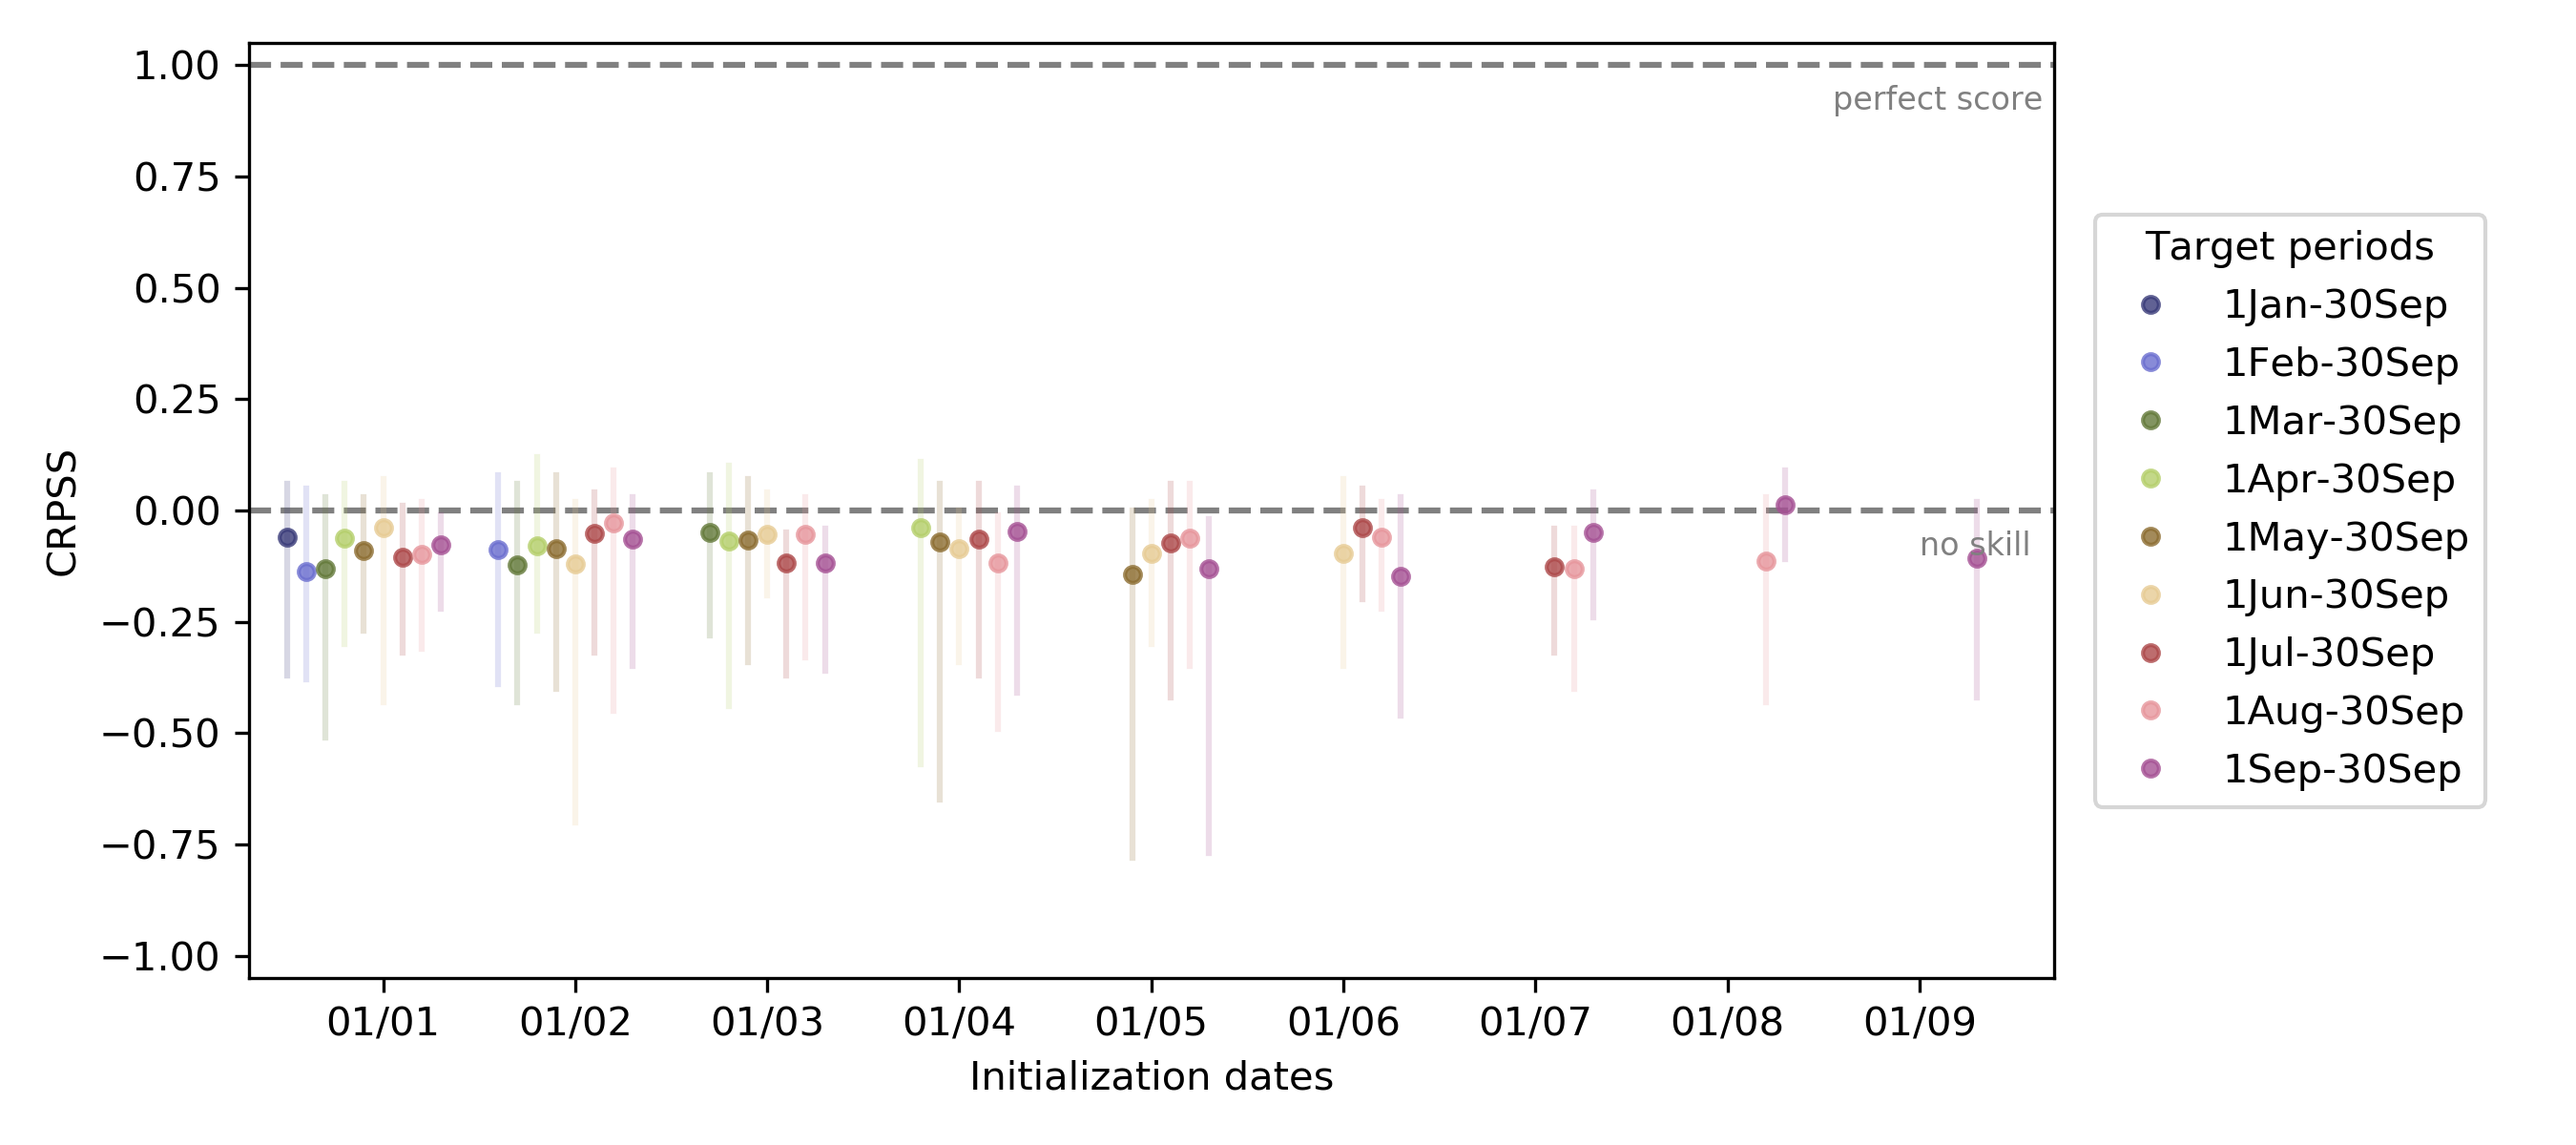 1.00
0.75
0.50
0.25
0.00
−0.25
−0.50
−0.75
−1.00
CRPSS
perfect score
no skill
01/01 01/02 01/03 01/04 01/05 01/06 01/07 01/08 01/09
Initialization dates
Target periods
1Jan-30Sep
1Feb-30Sep
1Mar-30Sep
1Apr-30Sep
1May-30Sep
1Jun-30Sep
1Jul-30Sep
1Aug-30Sep
1Sep-30Sep